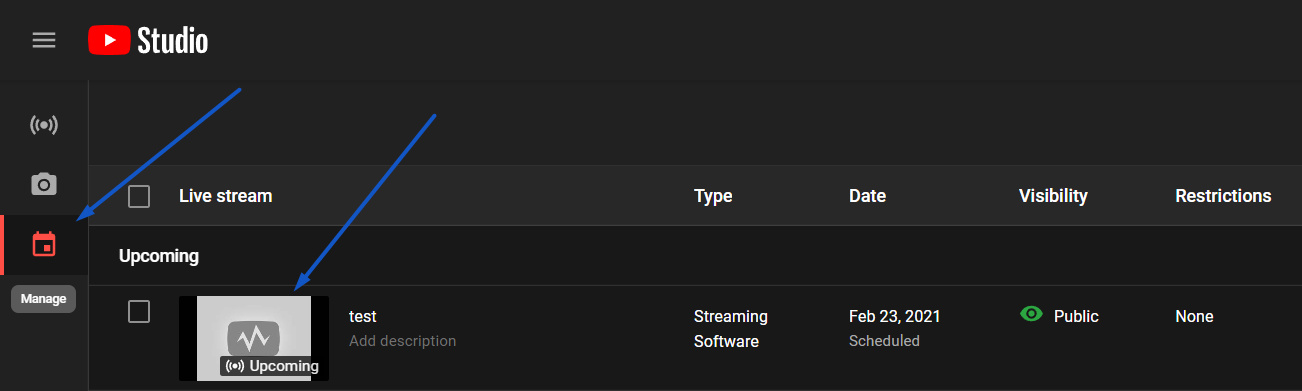 Studio
Live stream Type Date Visibility Restrictions
Upcoming
Manage
test Streaming Feb 23, 2021 Public None
Add description Software Scheduled
Upcoming